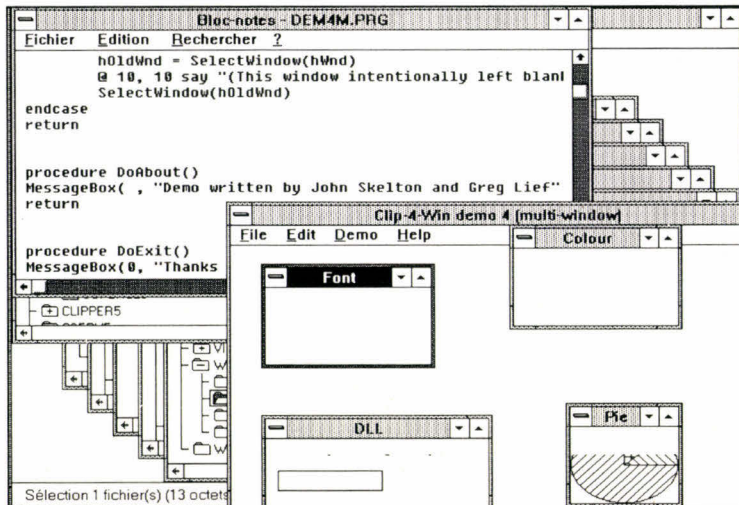 Bloc-notes - DEM4M.PRG
Fichier Edition Rechercher ?
hOldWnd = SelectWindow(hWnd)
@ 10, 10 say "(This window intentionally left blank
SelectWindow(hOldWnd)
endcase
return
procedure DoAbout()
MessageBox( , "Demo written by John Skelton and Greg Lief"
return
procedure DoExit()
MessageBox(0, "Thanks
CLIPPER5
Clip-4-Win demo 4 (multi-window)
File Edit Demo Help
Colour
Font
DLL
Pie
Sélection 1 fichier(s) (13 octets